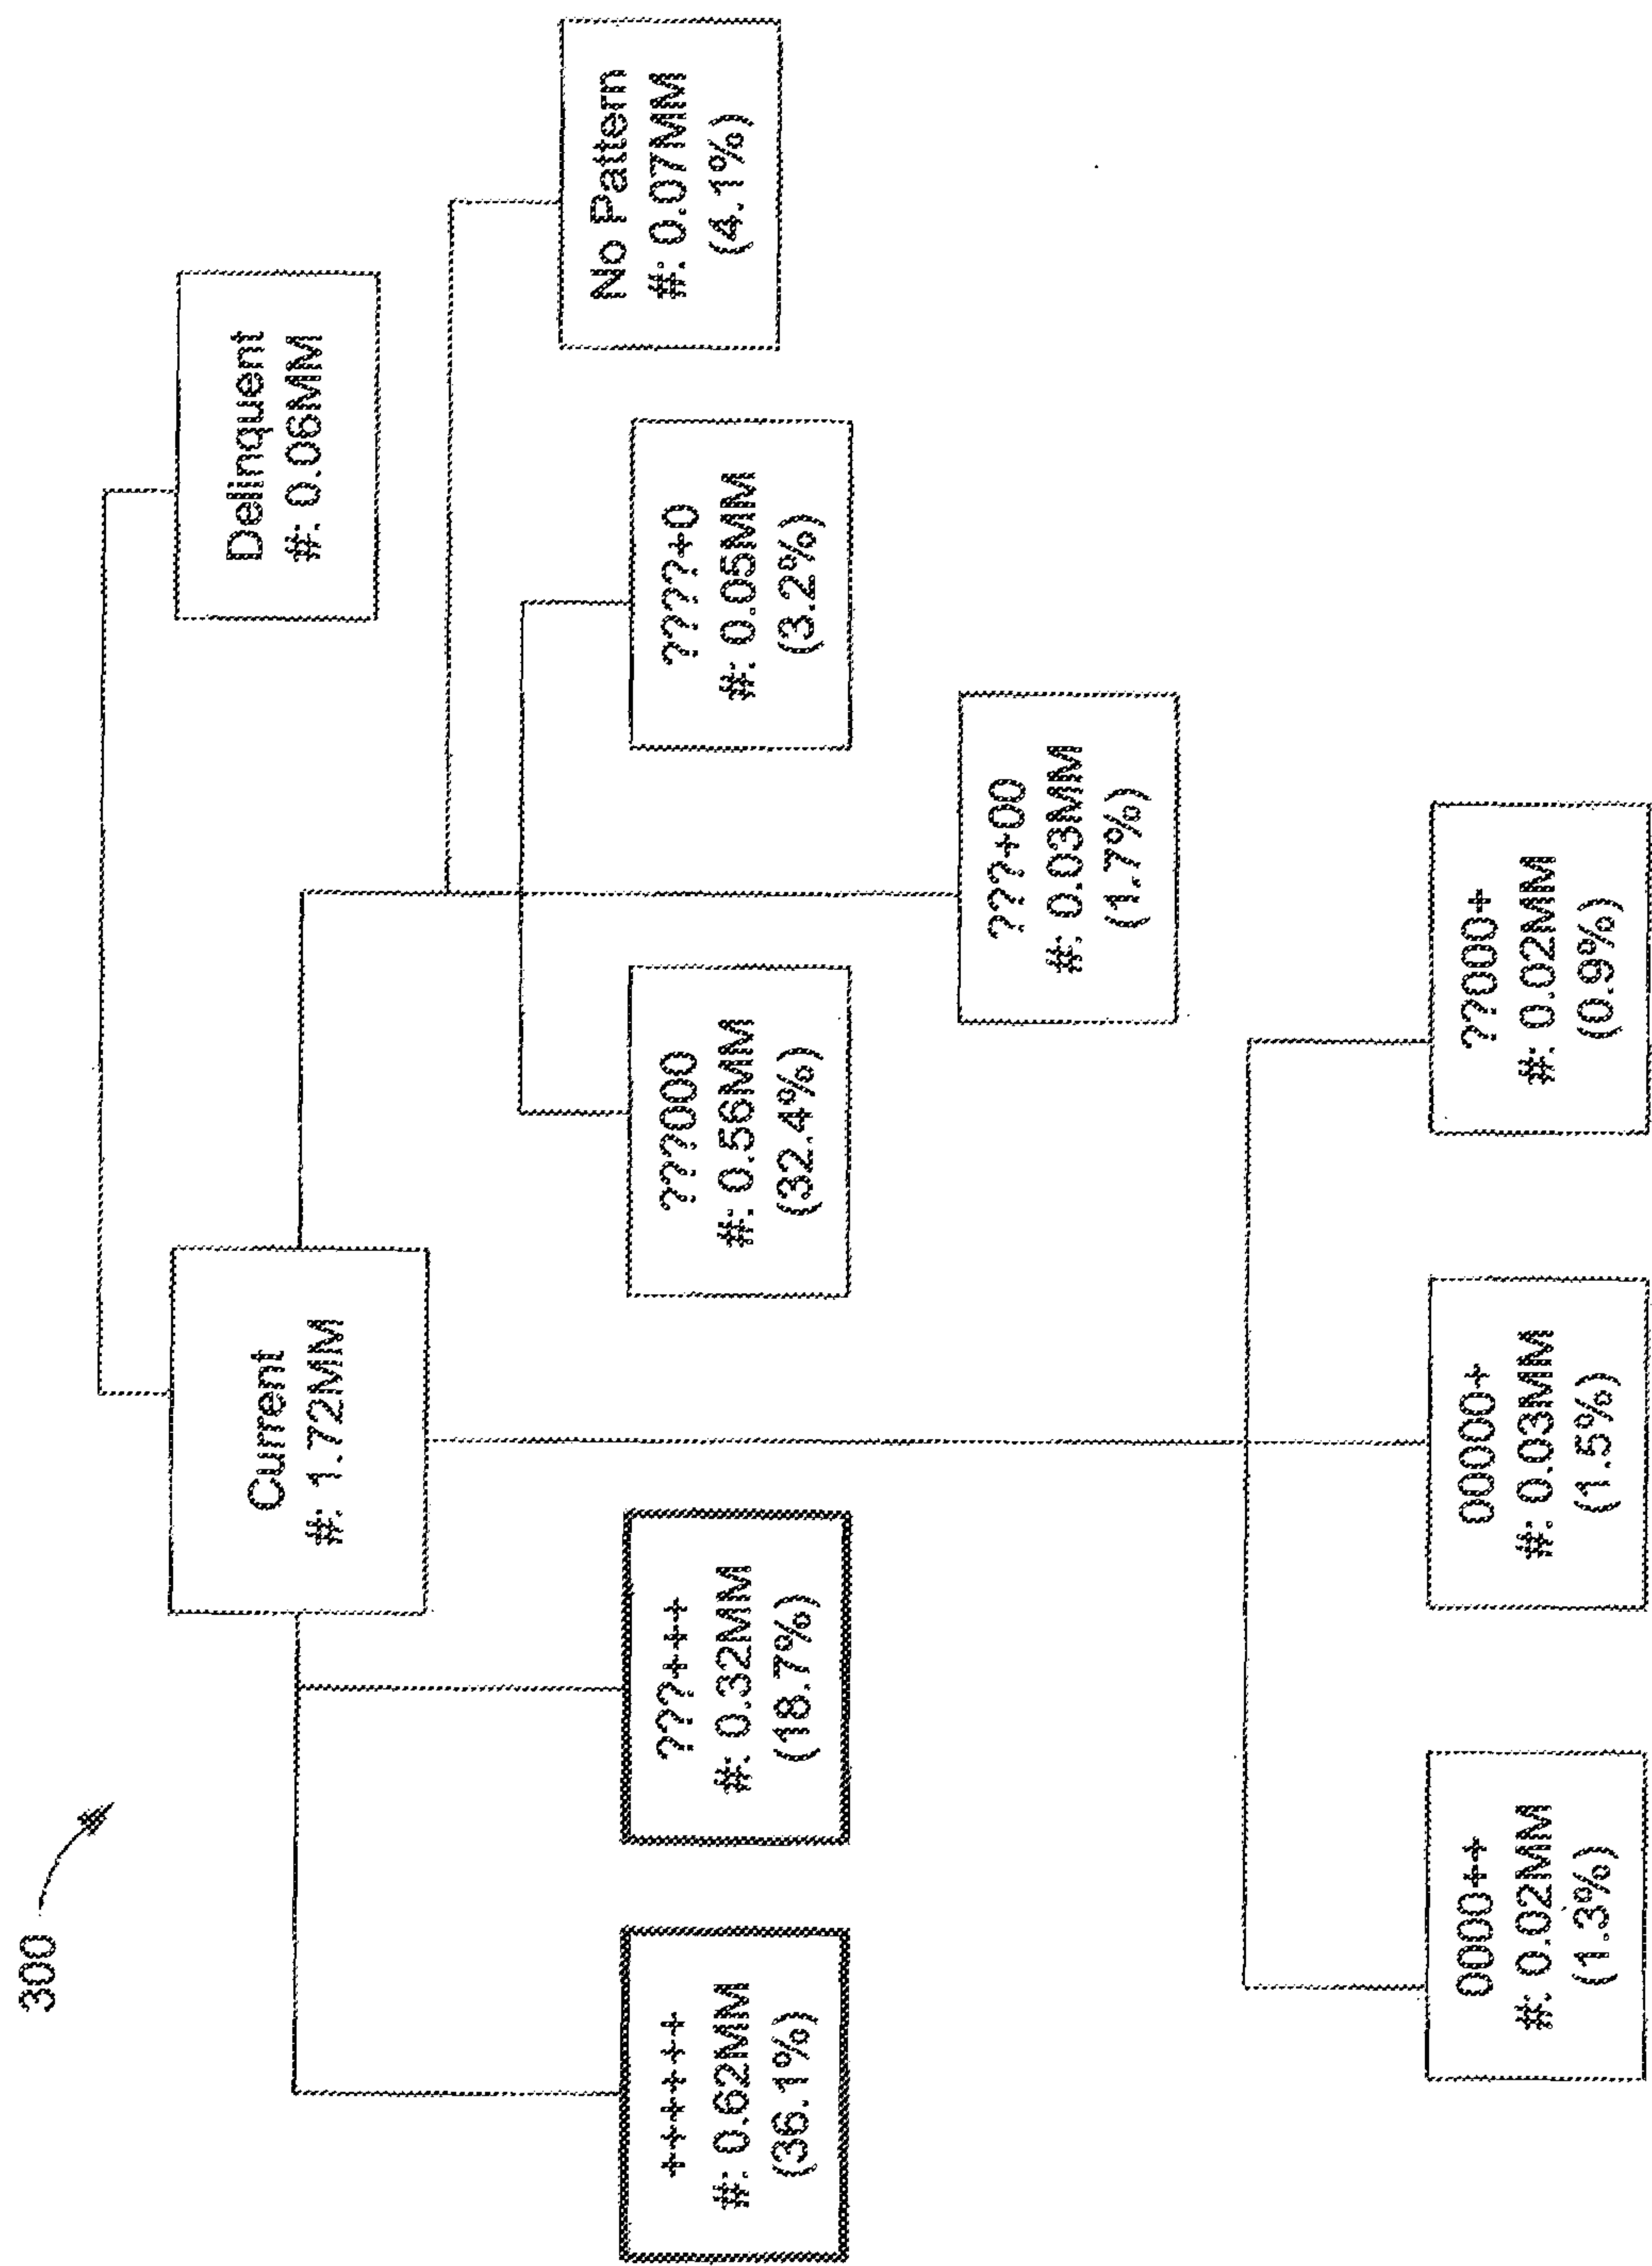 300
Current
#: 1.72MM
Delinquent
#: 0.06MM
++++++
#: 0.62MM
(36.1%)
???+++
#: 0.32MM
(18.7%)
???000
#: 0.56MM
(32.4%)
????+0
#: 0.05MM
(3.2%)
No Pattern
#: 0.07MM
(4.1%)
???+00
#: 0.03MM
(1.7%)
0000++
#: 0.02MM
(1.3%)
00000+
#: 0.03MM
(1.5%)
??000+
#: 0.02MM
(0.9%)